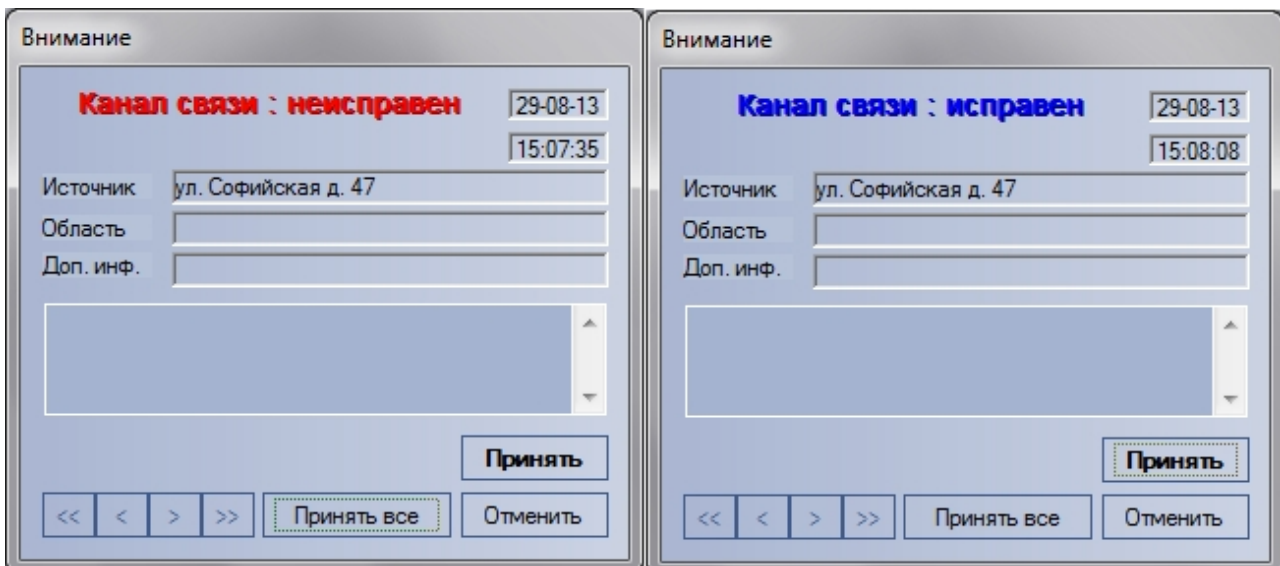 Внимание
Канал связи : неисправен
29-08-13
15:07:35
Источник ул. Софийская д. 47
Область
Доп. инф.
Принять
<< < > >> Принять все Отменить
Внимание
Канал связи : исправен
29-08-13
15:08:08
Источник ул. Софийская д. 47
Область
Доп. инф.
Принять
<< < > >> Принять все Отменить